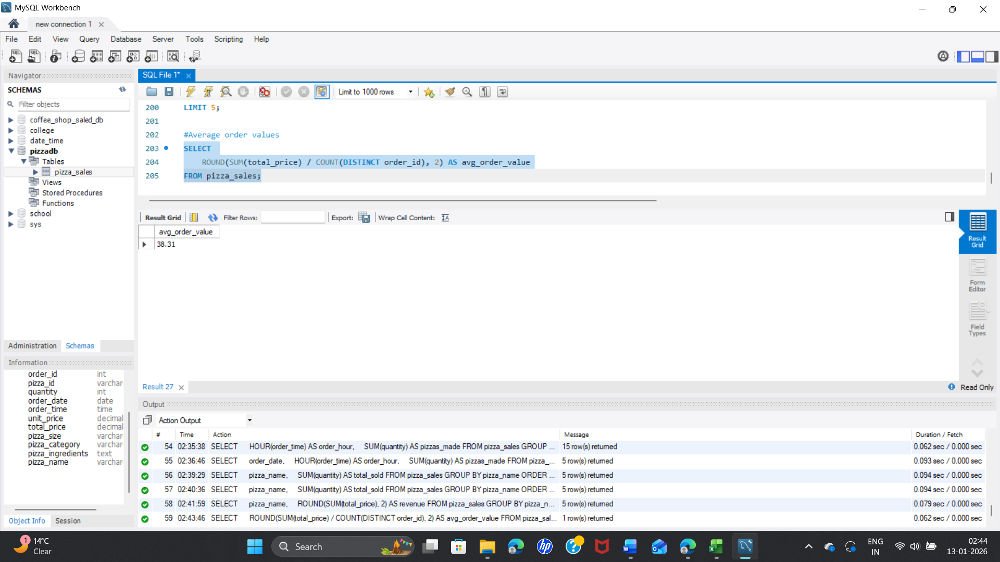 MySQL Workbench
new connection 1
File Edit View Query Database Server Tools Scripting Help
Navigator
SCHEMAS
Filter objects
coffee_shop_saled_db
college
date_time
pizzadb
Tables
pizza_sales
Views
Stored Procedures
Functions
school
sys
Administration Schemas
Information
order_id int
pizza_id varchar
quantity int
order_date date
order_time time
unit_price decimal
total_price decimal
pizza_size varchar
pizza_category varchar
pizza_ingredients text
pizza_name varchar
Object Info Session
SQL File 1*
Limit to 1000 rows
200 LIMIT 5;
201
202 #Average order values
203 SELECT
204 ROUND(SUM(total_price) / COUNT(DISTINCT order_id), 2) AS avg_order_value
205 FROM pizza_sales;
Result Grid Filter Rows: Export: Wrap Cell Content:
avg_order_value
38.31
Result Grid
Form Editor
Field Types
Result 27
Read Only
Output
Action Output
# Time Action Message Duration / Fetch
54 02:35:38 SELECT HOUR(order_time) AS order_hour, SUM(quantity) AS pizzas_made FROM pizza_sales GROUP ... 15 row(s) returned 0.062 sec / 0.000 sec
55 02:36:46 SELECT order_date, HOUR(order_time) AS order_hour, SUM(quantity) AS pizzas_made FROM pizza_... 5 row(s) returned 0.093 sec / 0.000 sec
56 02:39:29 SELECT pizza_name, SUM(quantity) AS total_sold FROM pizza_sales GROUP BY pizza_name ORDER ... 5 row(s) returned 0.094 sec / 0.000 sec
57 02:40:36 SELECT pizza_name, SUM(quantity) AS total_sold FROM pizza_sales GROUP BY pizza_name ORDER ... 5 row(s) returned 0.094 sec / 0.000 sec
58 02:41:59 SELECT pizza_name, ROUND(SUM(total_price), 2) AS revenue FROM pizza_sales GROUP BY pizza_n... 5 row(s) returned 0.079 sec / 0.000 sec
59 02:43:46 SELECT ROUND(SUM(total_price) / COUNT(DISTINCT order_id), 2) AS avg_order_value FROM pizza_sal... 1 row(s) returned 0.062 sec / 0.000 sec
1
14°C
Clear
Search
ENG
IN
02:44
13-01-2026